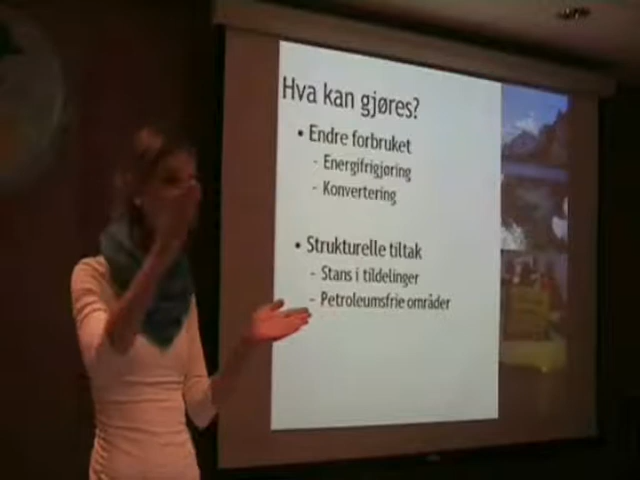 Hva kan gjøres?
• Endre forbruket
- Energifrigjøring
- Konvertering
• Strukturelle tiltak
- Stans i tildelinger
- Petroleumsfrie områder